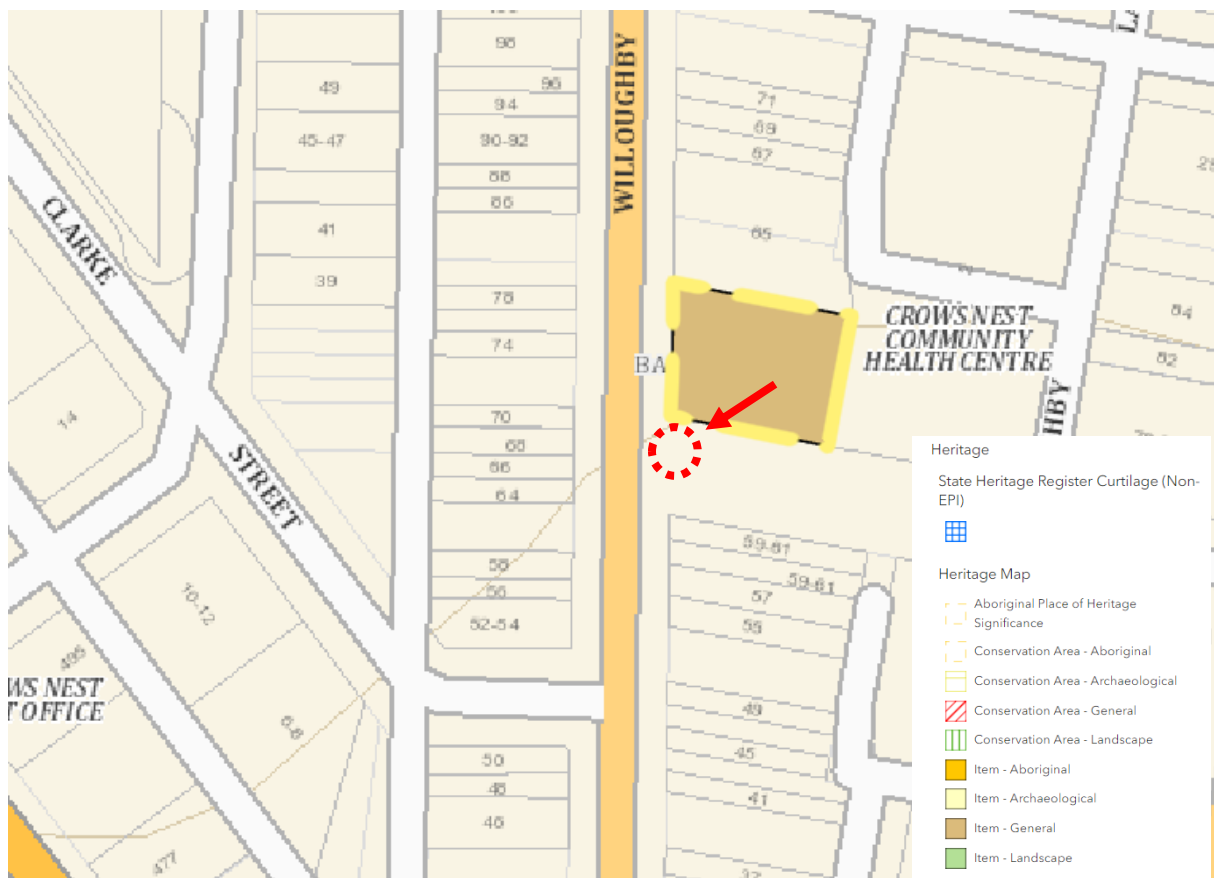 98
96
94
90-92
88
86
78
74
70
68
66
64
58
56
52-54
50
48
46
49
45-47
41
39
CLARKE
STREET
14
10-12
6-8
477
WS NEST
T OFFICE
WILLOUGHBY
BA
71
69
67
65
CROWS NEST
COMMUNITY
HEALTH CENTRE
LA
84
82
HBY
59-61
59-61
57
55
49
45
41
Heritage
State Heritage Register Curtilage (Non-
EPI)
Heritage Map
Aboriginal Place of Heritage
Significance
Conservation Area - Aboriginal
Conservation Area - Archaeological
Conservation Area - General
Conservation Area - Landscape
Item - Aboriginal
Item - Archaeological
Item - General
Item - Landscape